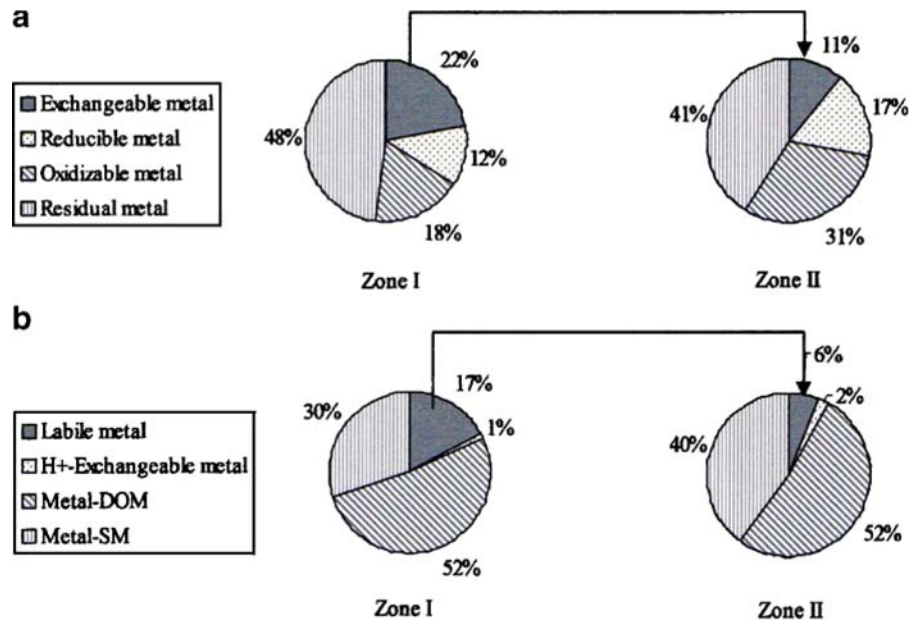 a
Exchangeable metal
Reducible metal
Oxidizable metal
Residual metal
22%
12%
18%
48%
Zone I
11%
17%
31%
41%
Zone II
b
Labile metal
H+-Exchangeable metal
Metal-DOM
Metal-SM
17%
1%
52%
30%
Zone I
6%
2%
52%
40%
Zone II